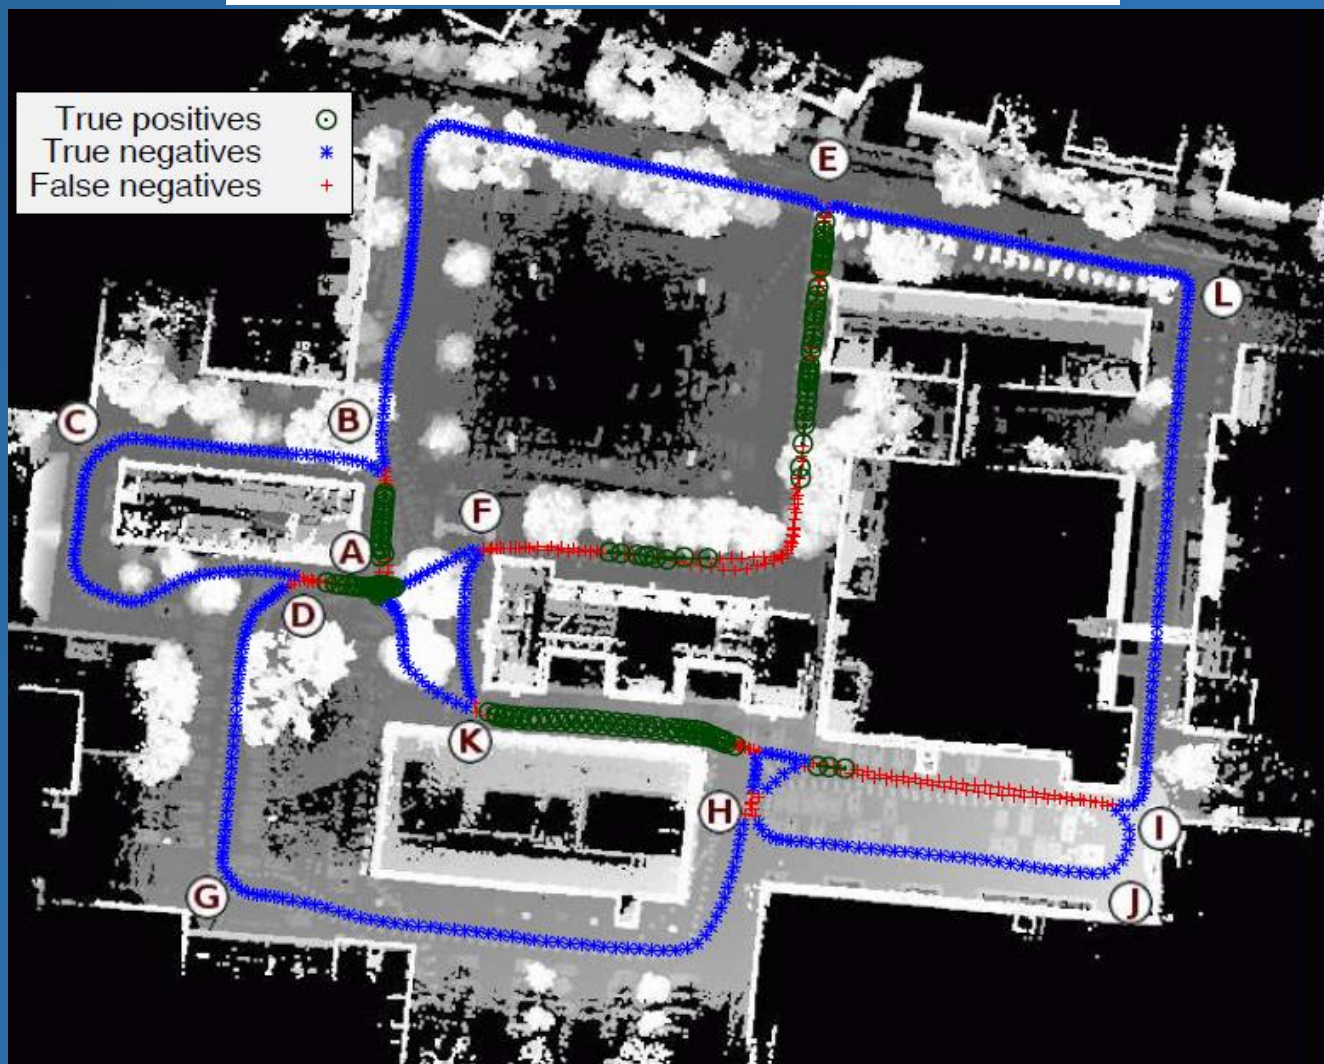 True positives
True negatives
False negatives
E
L
B
C
F
A
D
K
H
I
G
J